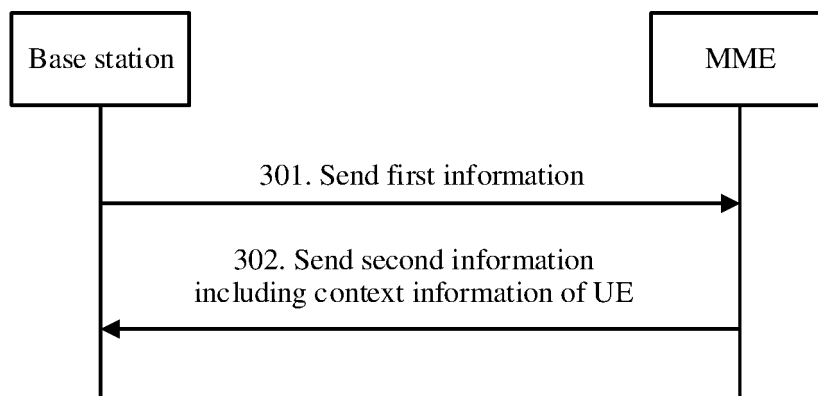 Base station
MME
301. Send first information
302. Send second information
including context information of UE